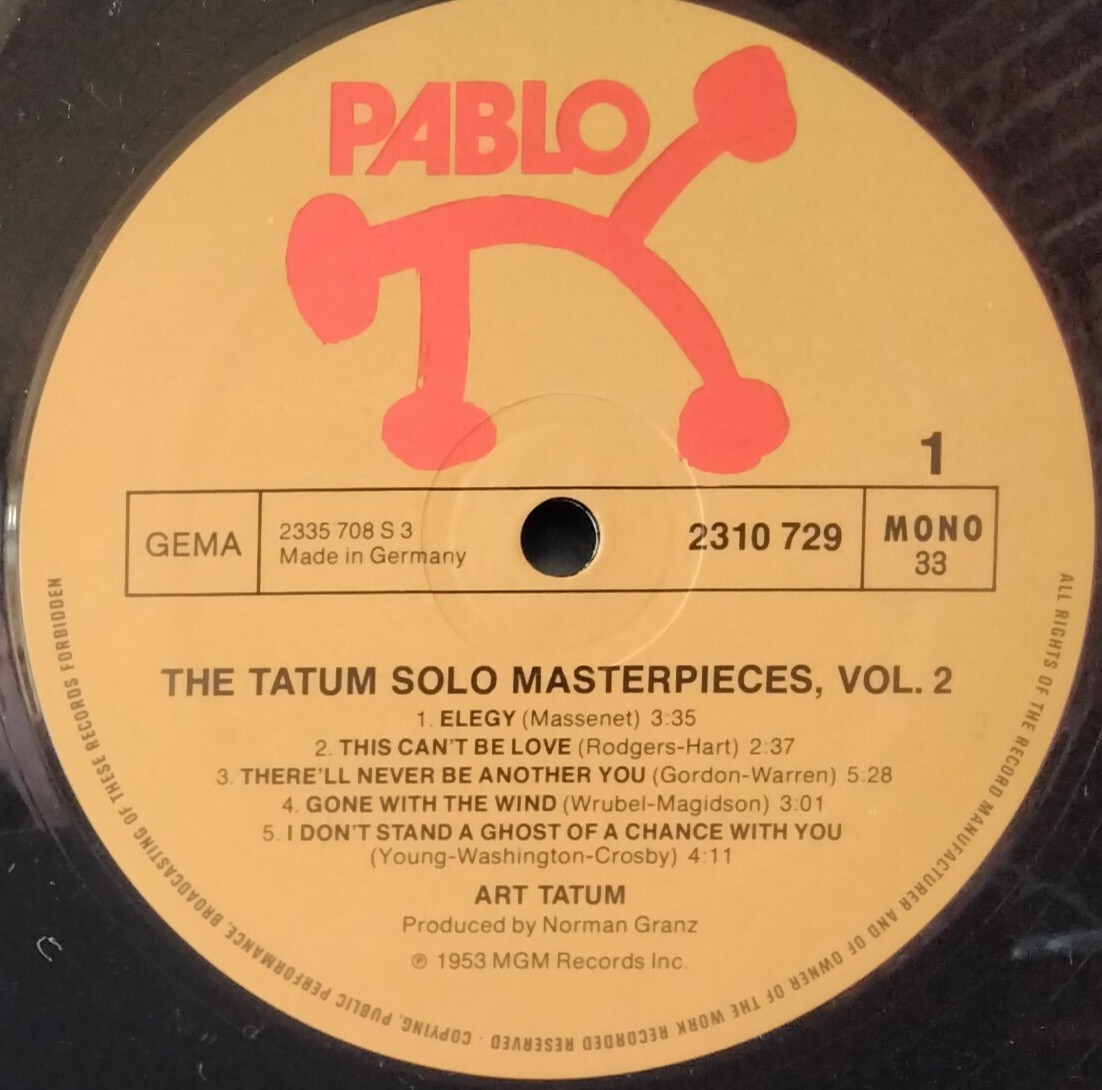 PABLO
1
GEMA
2335 708 S 3
Made in Germany
2310 729
MONO
33
THE TATUM SOLO MASTERPIECES, VOL. 2
1. ELEGY (Massenet) 3:35
2. THIS CAN'T BE LOVE (Rodgers-Hart) 2:37
3. THERE'LL NEVER BE ANOTHER YOU (Gordon-Warren) 5:28
4. GONE WITH THE WIND (Wrubel-Magidson) 3:01
5. I DON'T STAND A GHOST OF A CHANCE WITH YOU
(Young-Washington-Crosby) 4:11
ART TATUM
Produced by Norman Granz
℗ 1953 MGM Records Inc.
ALL RIGHTS OF THE RECORD MANUFACTURER AND OF OWNER OF THE WORK RECORDED RESERVED · COPYING, PUBLIC PERFORMANCE, BROADCASTING OF THESE RECORDS FORBIDDEN